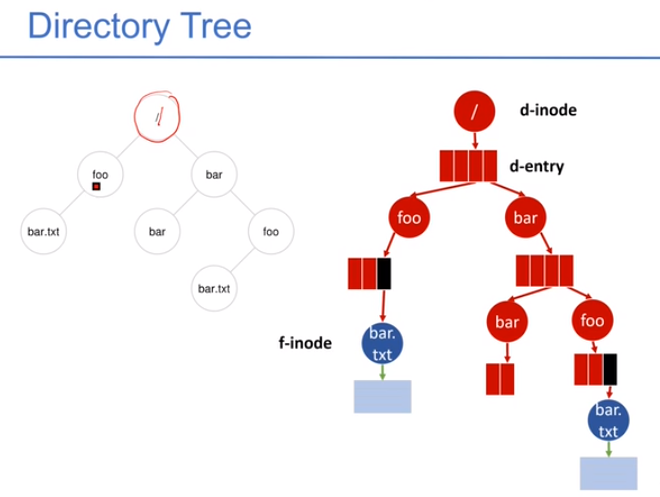 Directory Tree
/
foo
bar
bar.txt
bar
foo
bar.txt
/
d-inode
d-entry
foo
bar
f-inode
bar.
txt
bar
foo
bar.
txt